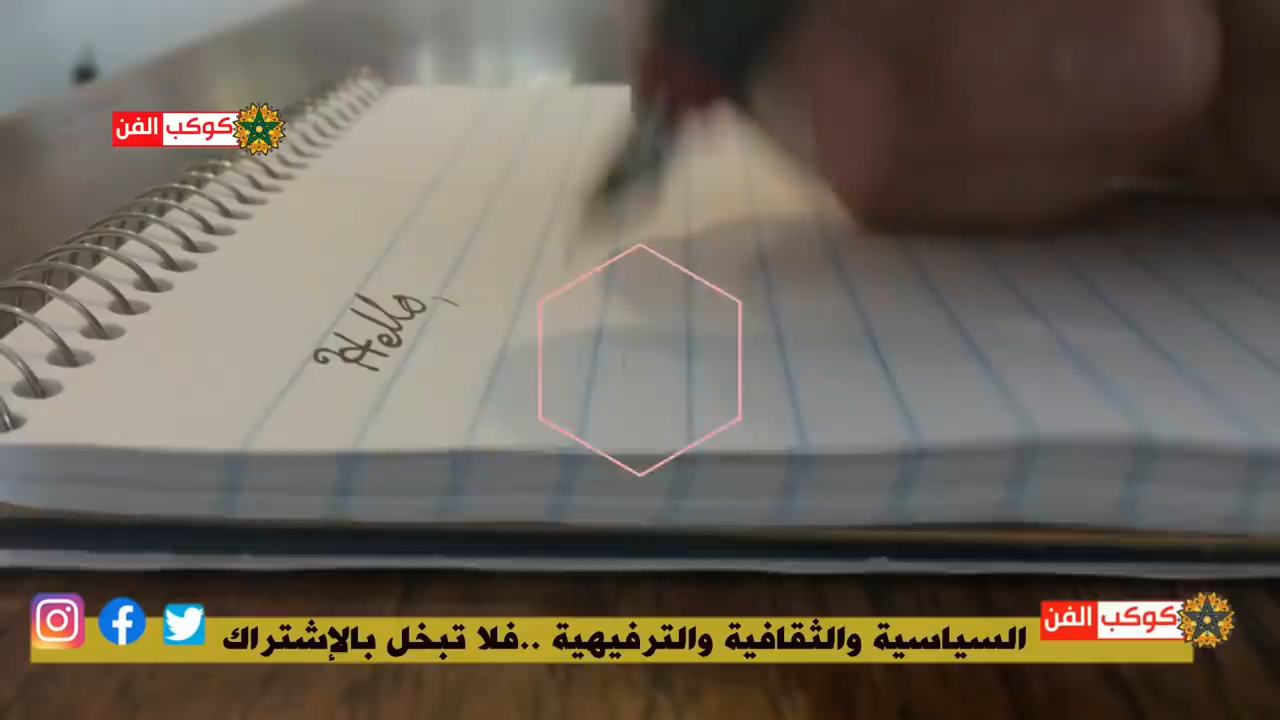 كوكب الفن
Hello,
السياسية والثقافية والترفيهية ..فلا تبخل بالإشتراك
كوكب الفن